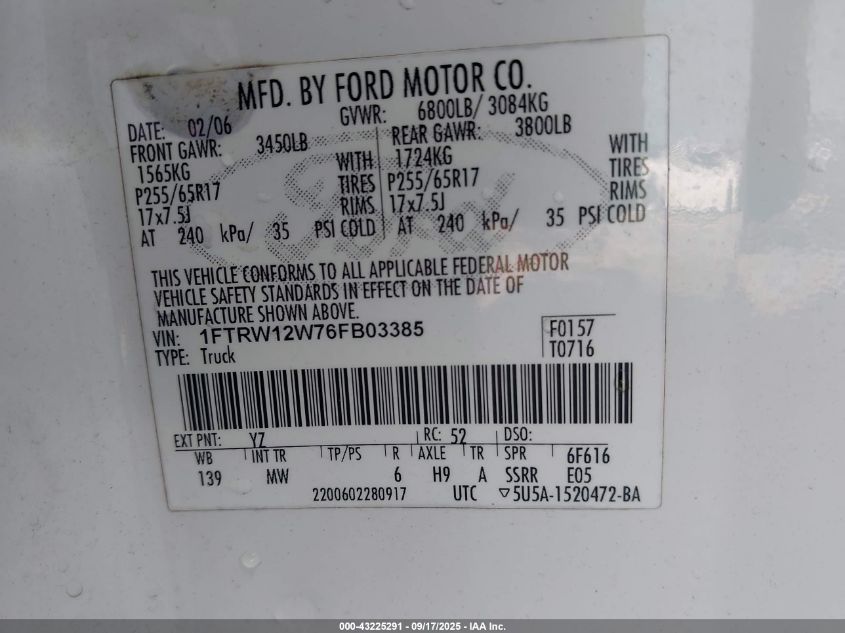 MFD. BY FORD MOTOR CO.
DATE: 02/06 GVWR: 6800LB/ 3084KG
FRONT GAWR: 3450LB REAR GAWR: 3800LB
1565KG WITH 1724KG WITH
P255/65R17 TIRES P255/65R17 TIRES
17x7.5J RIMS 17x7.5J RIMS
AT 240 kPa/ 35 PSI COLD AT 240 kPa/ 35 PSI COLD
Ford
THIS VEHICLE CONFORMS TO ALL APPLICABLE FEDERAL MOTOR
VEHICLE SAFETY STANDARDS IN EFFECT ON THE DATE OF
MANUFACTURE SHOWN ABOVE.
VIN: 1FTRW12W76FB03385 F0157
TYPE: Truck T0716
EXT PNT: YZ RC: 52 DSO:
WB INT TR TP/PS R AXLE TR SPR 6F616
139 MW 6 H9 A SSRR E05
2200602280917 UTC ▽5U5A-1520472-BA
000-43225291 - 09/17/2025 - IAA Inc.